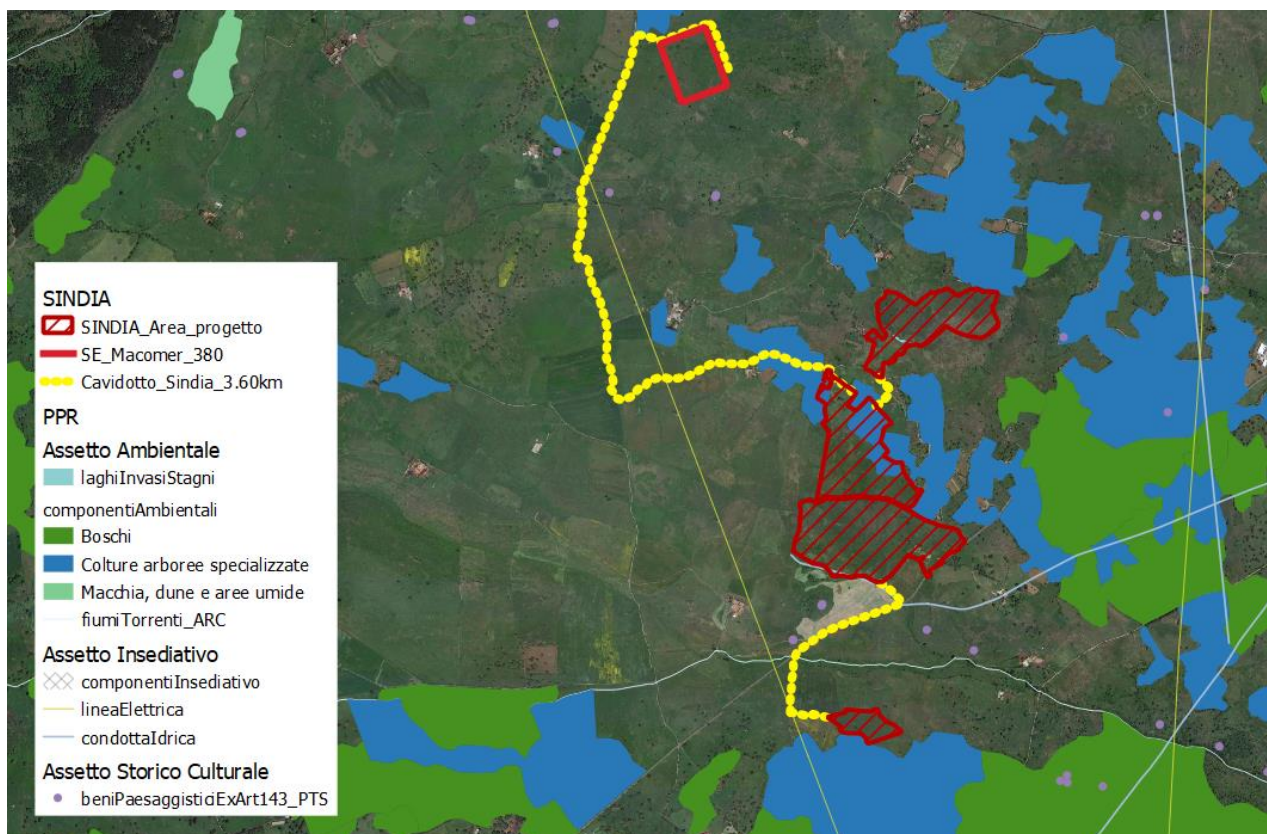 SINDIA
SINDIA_Area_progetto
SE_Macomer_380
Cavidotto_Sindia_3.60km
PPR
Assetto Ambientale
laghiInvasiStagni
componentiAmbientali
Boschi
Colture arboree specializzate
Macchia, dune e aree umide
fiumiTorrenti_ARC
Assetto Insediativo
componentiInsediativo
lineaElettrica
condottaIdrica
Assetto Storico Culturale
beniPaesaggisticiExArt143_PTS